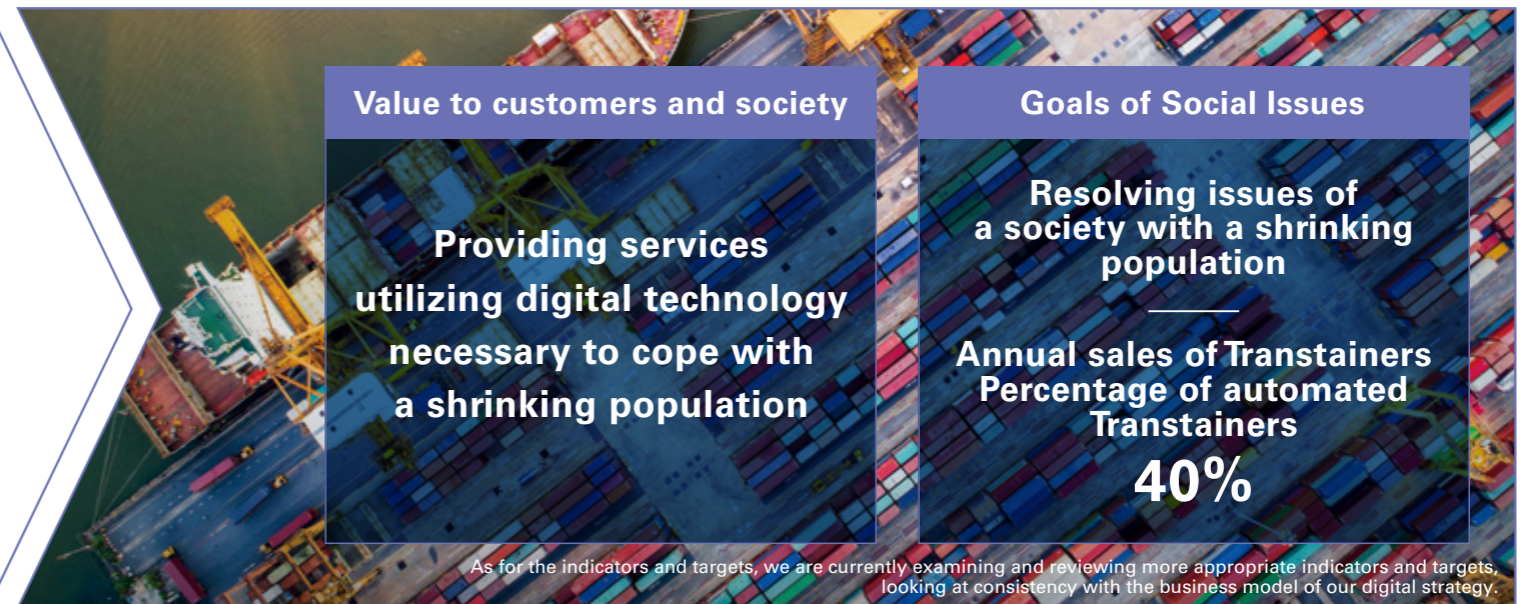 Value to customers and society
Providing services
utilizing digital technology
necessary to cope with
a shrinking population
Goals of Social Issues
Resolving issues of
a society with a shrinking
population
Annual sales of Transtainers
Percentage of automated
Transtainers
40%
As for the indicators and targets, we are currently examining and reviewing more appropriate indicators and targets,
looking at consistency with the business model of our digital strategy.